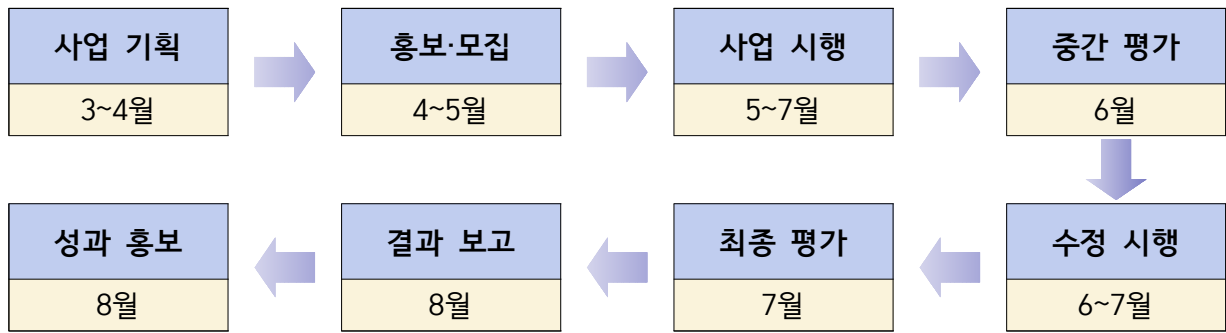 사업 기획
3~4월
홍보·모집
4~5월
사업 시행
5~7월
중간 평가
6월
수정 시행
6~7월
최종 평가
7월
결과 보고
8월
성과 홍보
8월